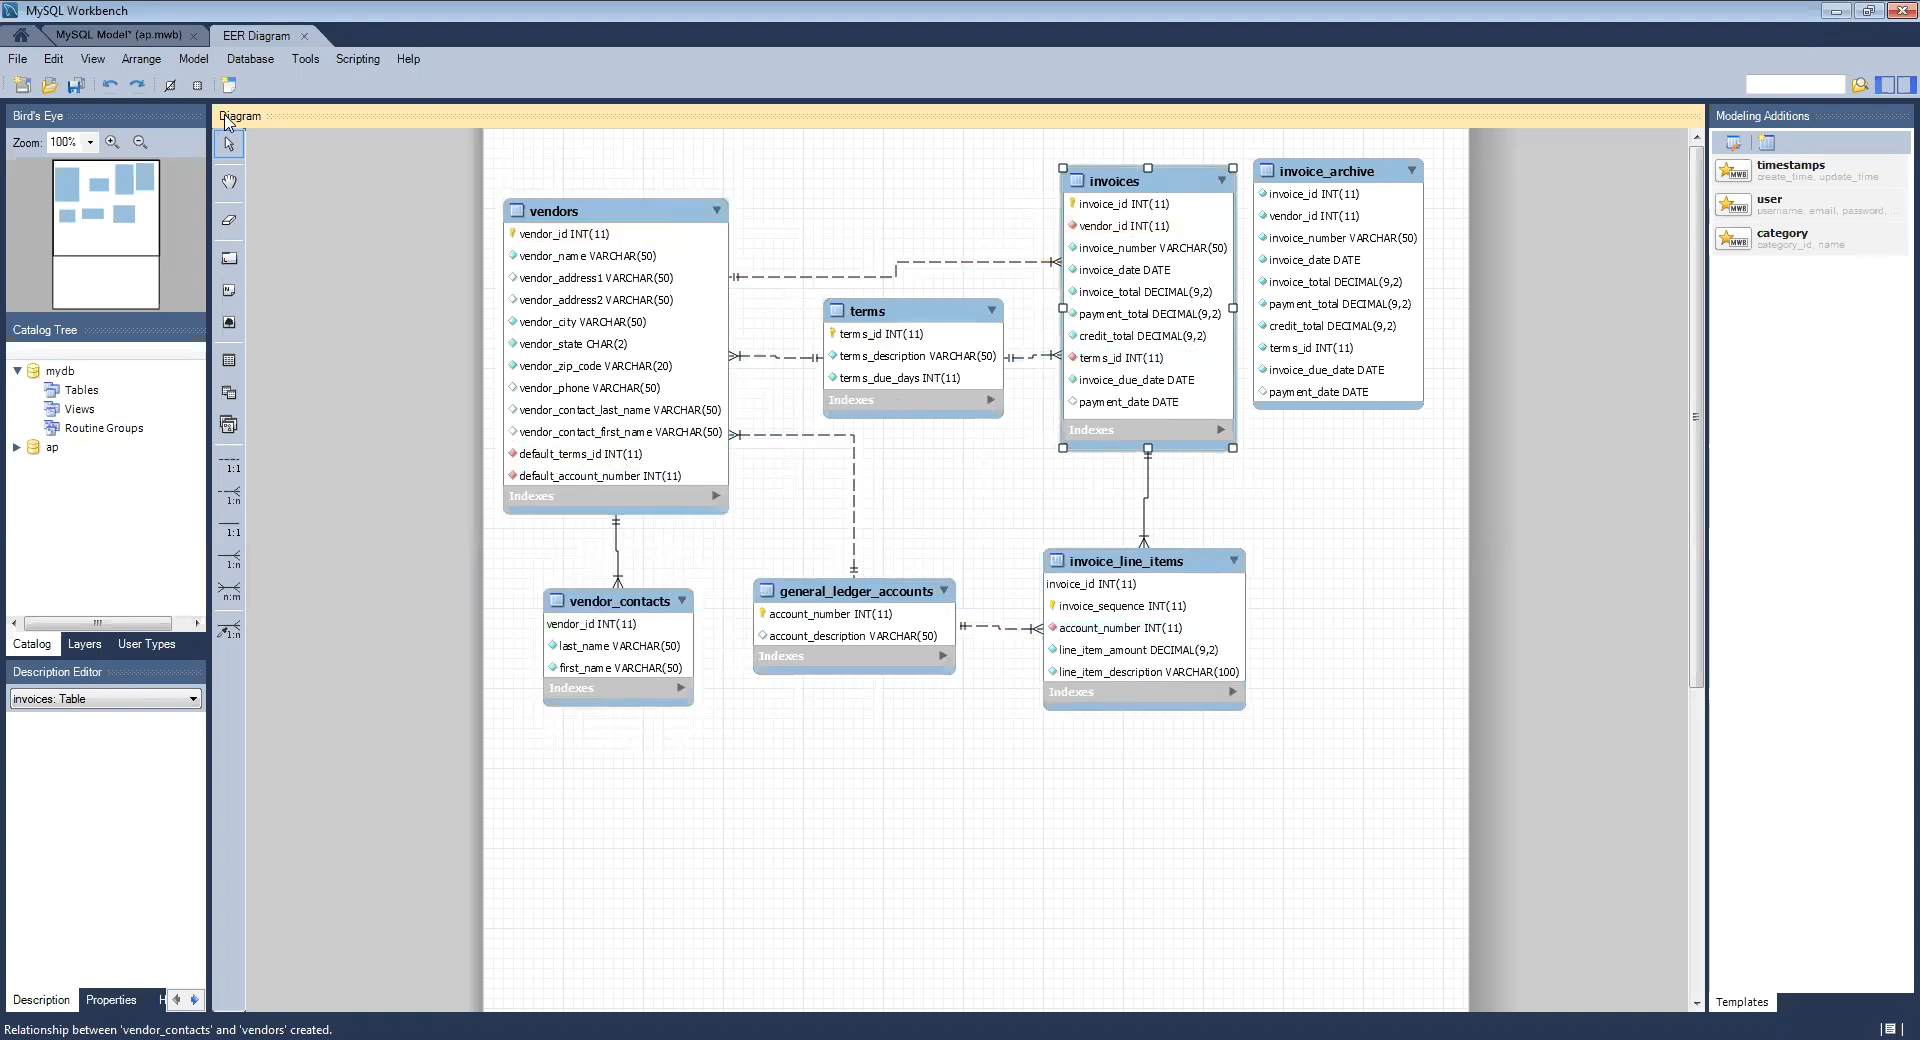 MySQL Workbench
MySQL Model* (ap.mwb)
EER Diagram
File Edit View Arrange Model Database Tools Scripting Help
Bird's Eye
Zoom: 100%
Catalog Tree
mydb
Tables
Views
Routine Groups
ap
Catalog Layers User Types
Description Editor
invoices: Table
Description Properties H
Diagram
1:1
1:n
1:1
1:n
n:m
1:n
vendors
vendor_id INT(11)
vendor_name VARCHAR(50)
vendor_address1 VARCHAR(50)
vendor_address2 VARCHAR(50)
vendor_city VARCHAR(50)
vendor_state CHAR(2)
vendor_zip_code VARCHAR(20)
vendor_phone VARCHAR(50)
vendor_contact_last_name VARCHAR(50)
vendor_contact_first_name VARCHAR(50)
default_terms_id INT(11)
default_account_number INT(11)
Indexes
terms
terms_id INT(11)
terms_description VARCHAR(50)
terms_due_days INT(11)
Indexes
invoices
invoice_id INT(11)
vendor_id INT(11)
invoice_number VARCHAR(50)
invoice_date DATE
invoice_total DECIMAL(9,2)
payment_total DECIMAL(9,2)
credit_total DECIMAL(9,2)
terms_id INT(11)
invoice_due_date DATE
payment_date DATE
Indexes
invoice_archive
invoice_id INT(11)
vendor_id INT(11)
invoice_number VARCHAR(50)
invoice_date DATE
invoice_total DECIMAL(9,2)
payment_total DECIMAL(9,2)
credit_total DECIMAL(9,2)
terms_id INT(11)
invoice_due_date DATE
payment_date DATE
vendor_contacts
vendor_id INT(11)
last_name VARCHAR(50)
first_name VARCHAR(50)
Indexes
general_ledger_accounts
account_number INT(11)
account_description VARCHAR(50)
Indexes
invoice_line_items
invoice_id INT(11)
invoice_sequence INT(11)
account_number INT(11)
line_item_amount DECIMAL(9,2)
line_item_description VARCHAR(100)
Indexes
Modeling Additions
MWB
timestamps
create_time, update_time
MWB
user
username, email, password, ...
MWB
category
category_id, name
Templates
Relationship between 'vendor_contacts' and 'vendors' created.